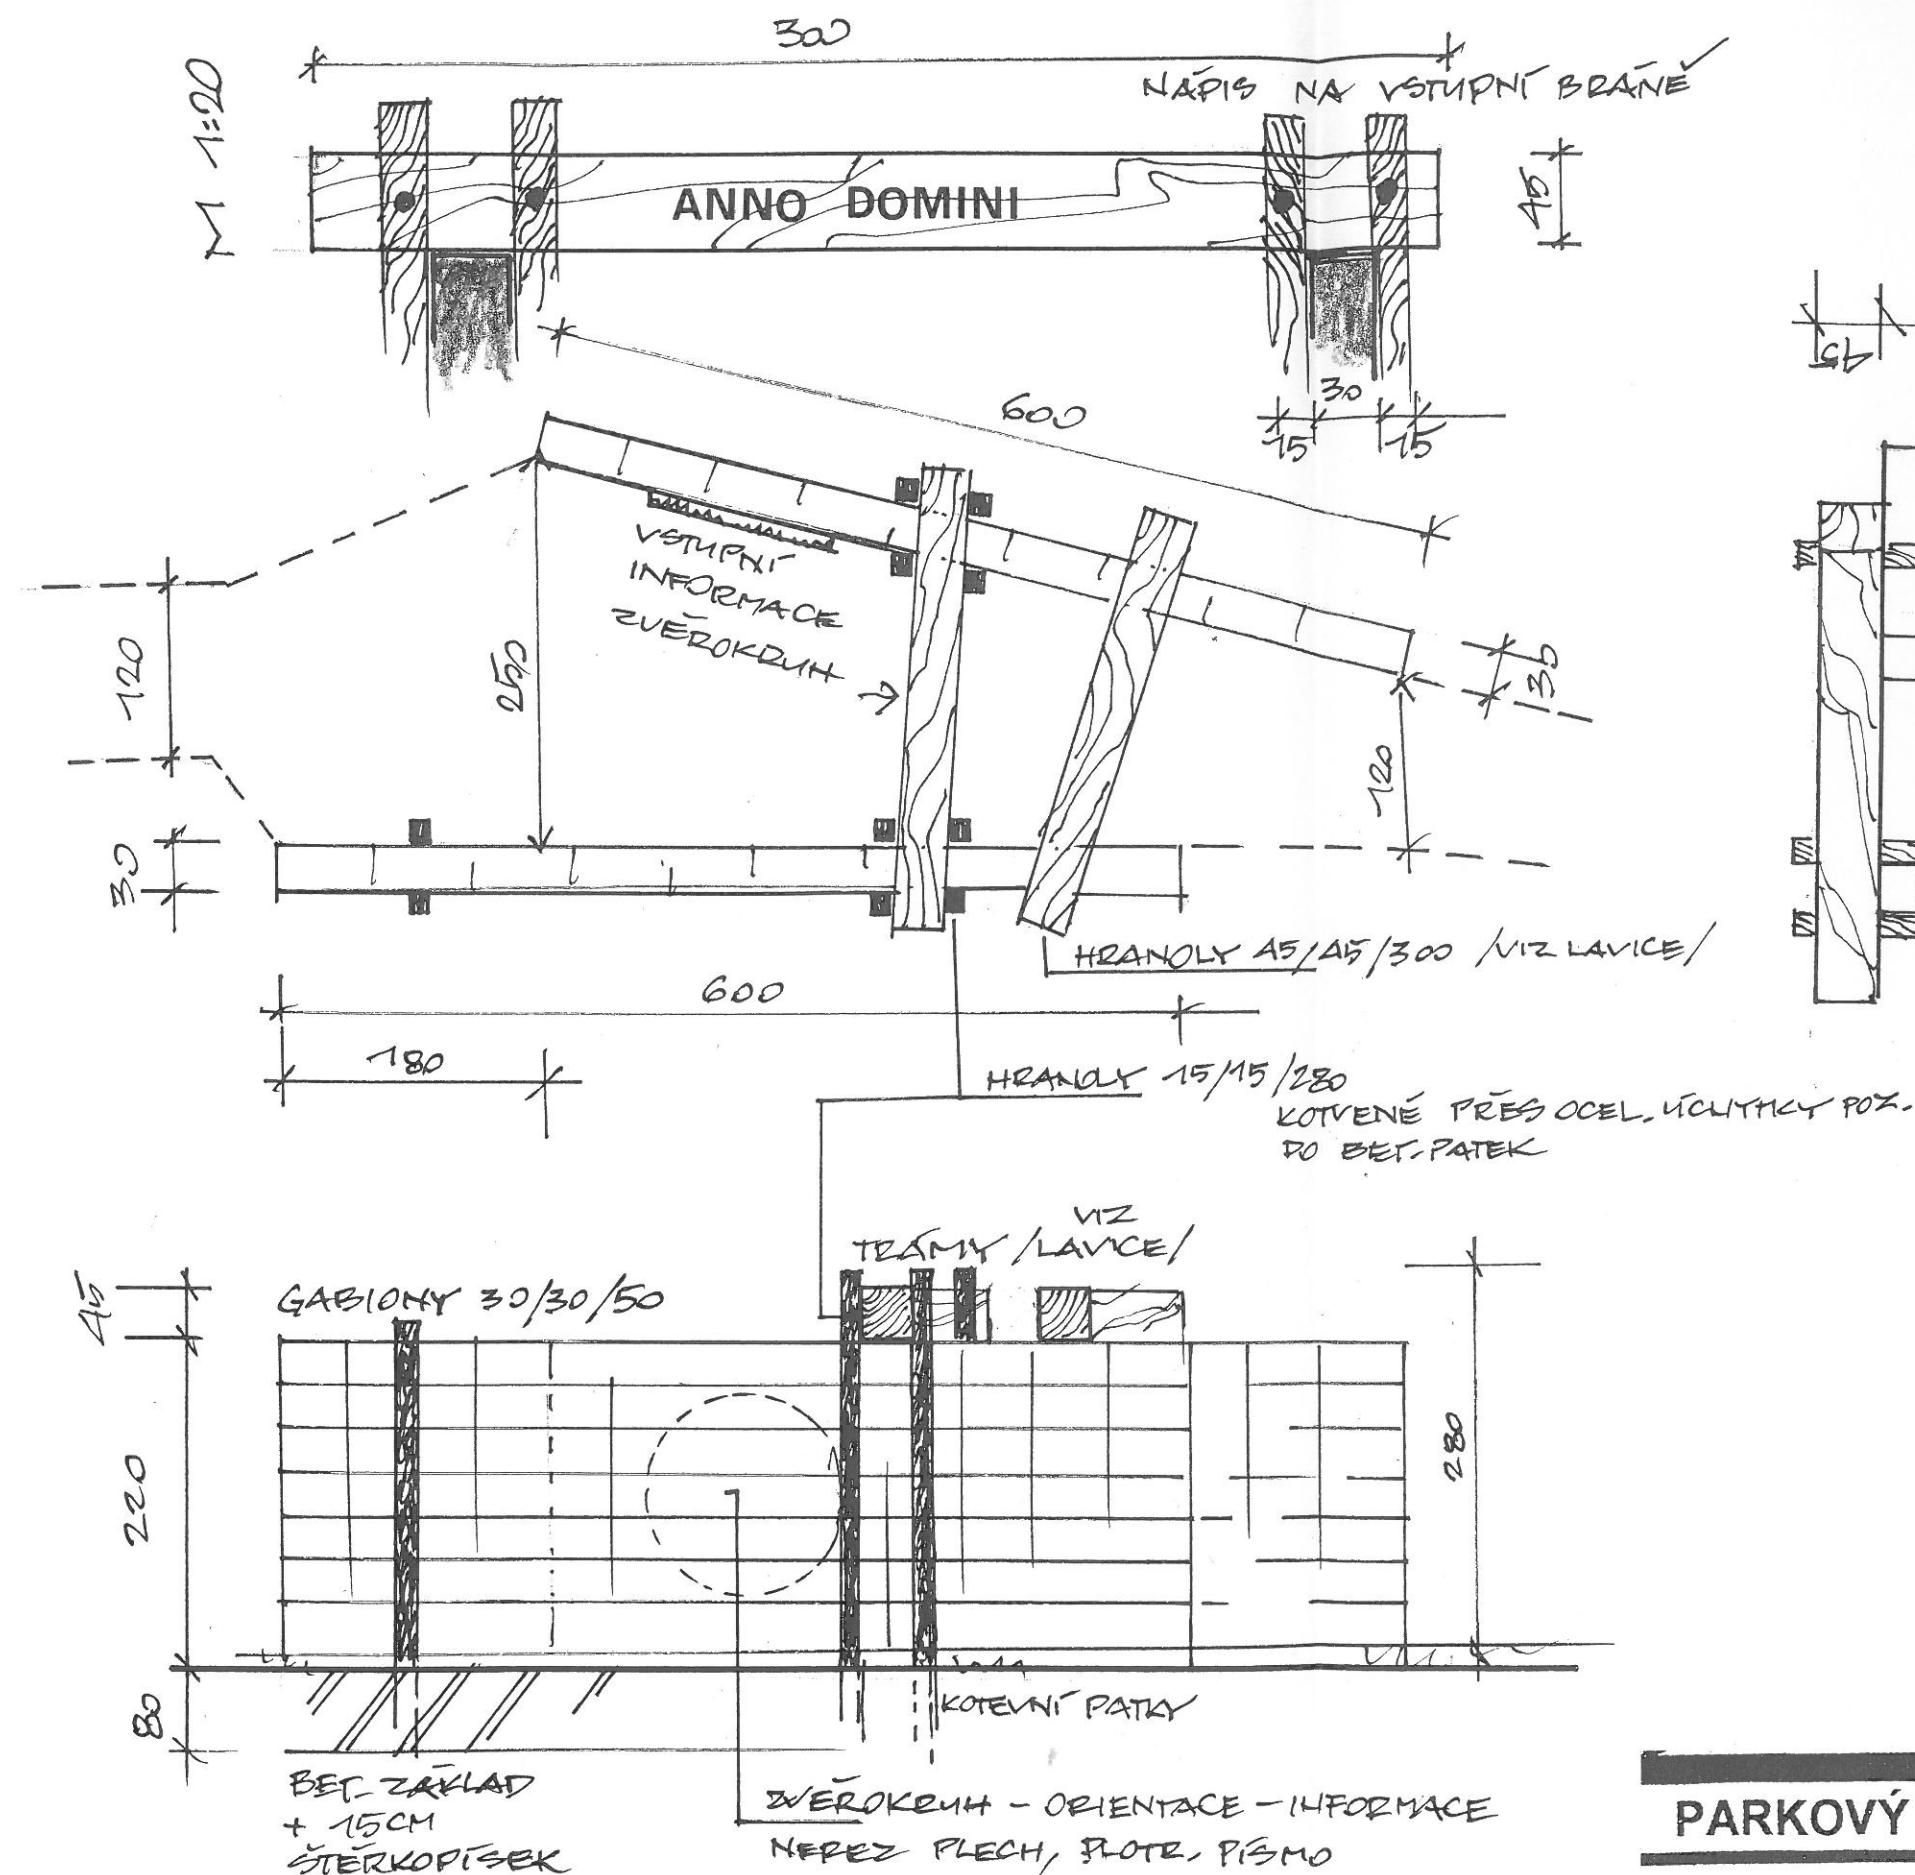 300
M 1:20
NÁPIS NA VSTUPNÍ BRÁNĚ
ANNO DOMINI
45
45
600
30
15
15
VSTUPNÍ
INFORMACE
ZVĚROKRUH
120
250
30
120
30
HRANOLY 45/45/300 /VIZ LAVICE/
600
180
HRANOLY 15/15/280
KOTVENÉ PŘES OCEL. ÚCHYTKY POZ.
DO BET. PATEK
VIZ
TRÁMY /LAVICE/
45
GABIONY 30/30/50
220
280
80
KOTEVNÍ PATKY
BET. ZÁKLAD
+ 15CM
ŠTĚRKOPÍSEK
ZVĚROKRUH - ORIENTACE - INFORMACE
NEREZ PLECH, PLOTR. PÍSMO
PARKOVÝ